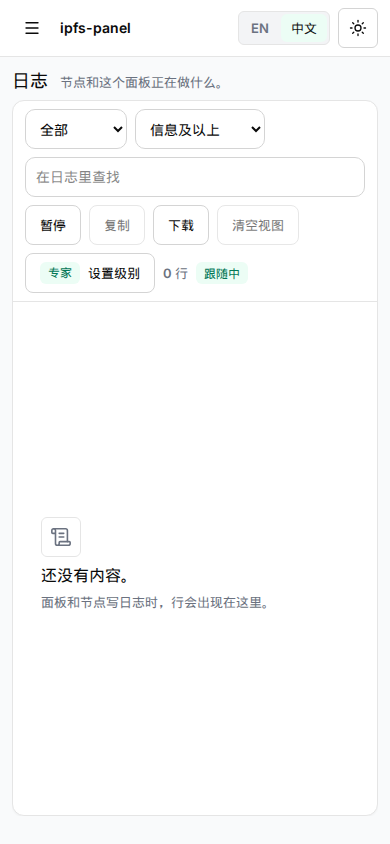 ipfs-panel
EN 中文
日志 节点和这个面板正在做什么。
全部 信息及以上
在日志里查找
暂停 复制 下载 清空视图
专家 设置级别 0 行 跟随中
还没有内容。
面板和节点写日志时，行会出现在这里。